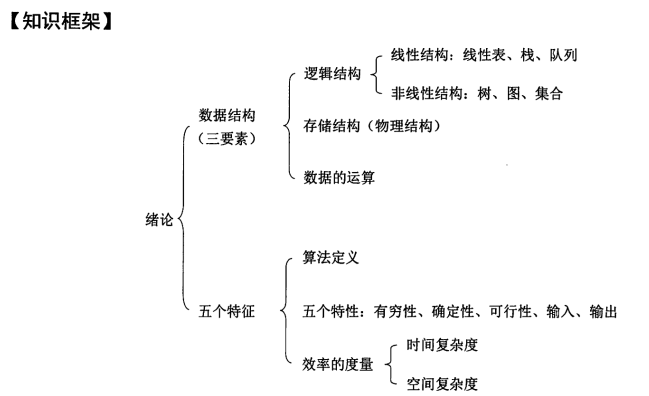 【知识框架】
线性结构：线性表、栈、队列
逻辑结构
非线性结构：树、图、集合
数据结构
（三要素）
存储结构（物理结构）
数据的运算
绪论
算法定义
五个特征
五个特性：有穷性、确定性、可行性、输入、输出
时间复杂度
效率的度量
空间复杂度